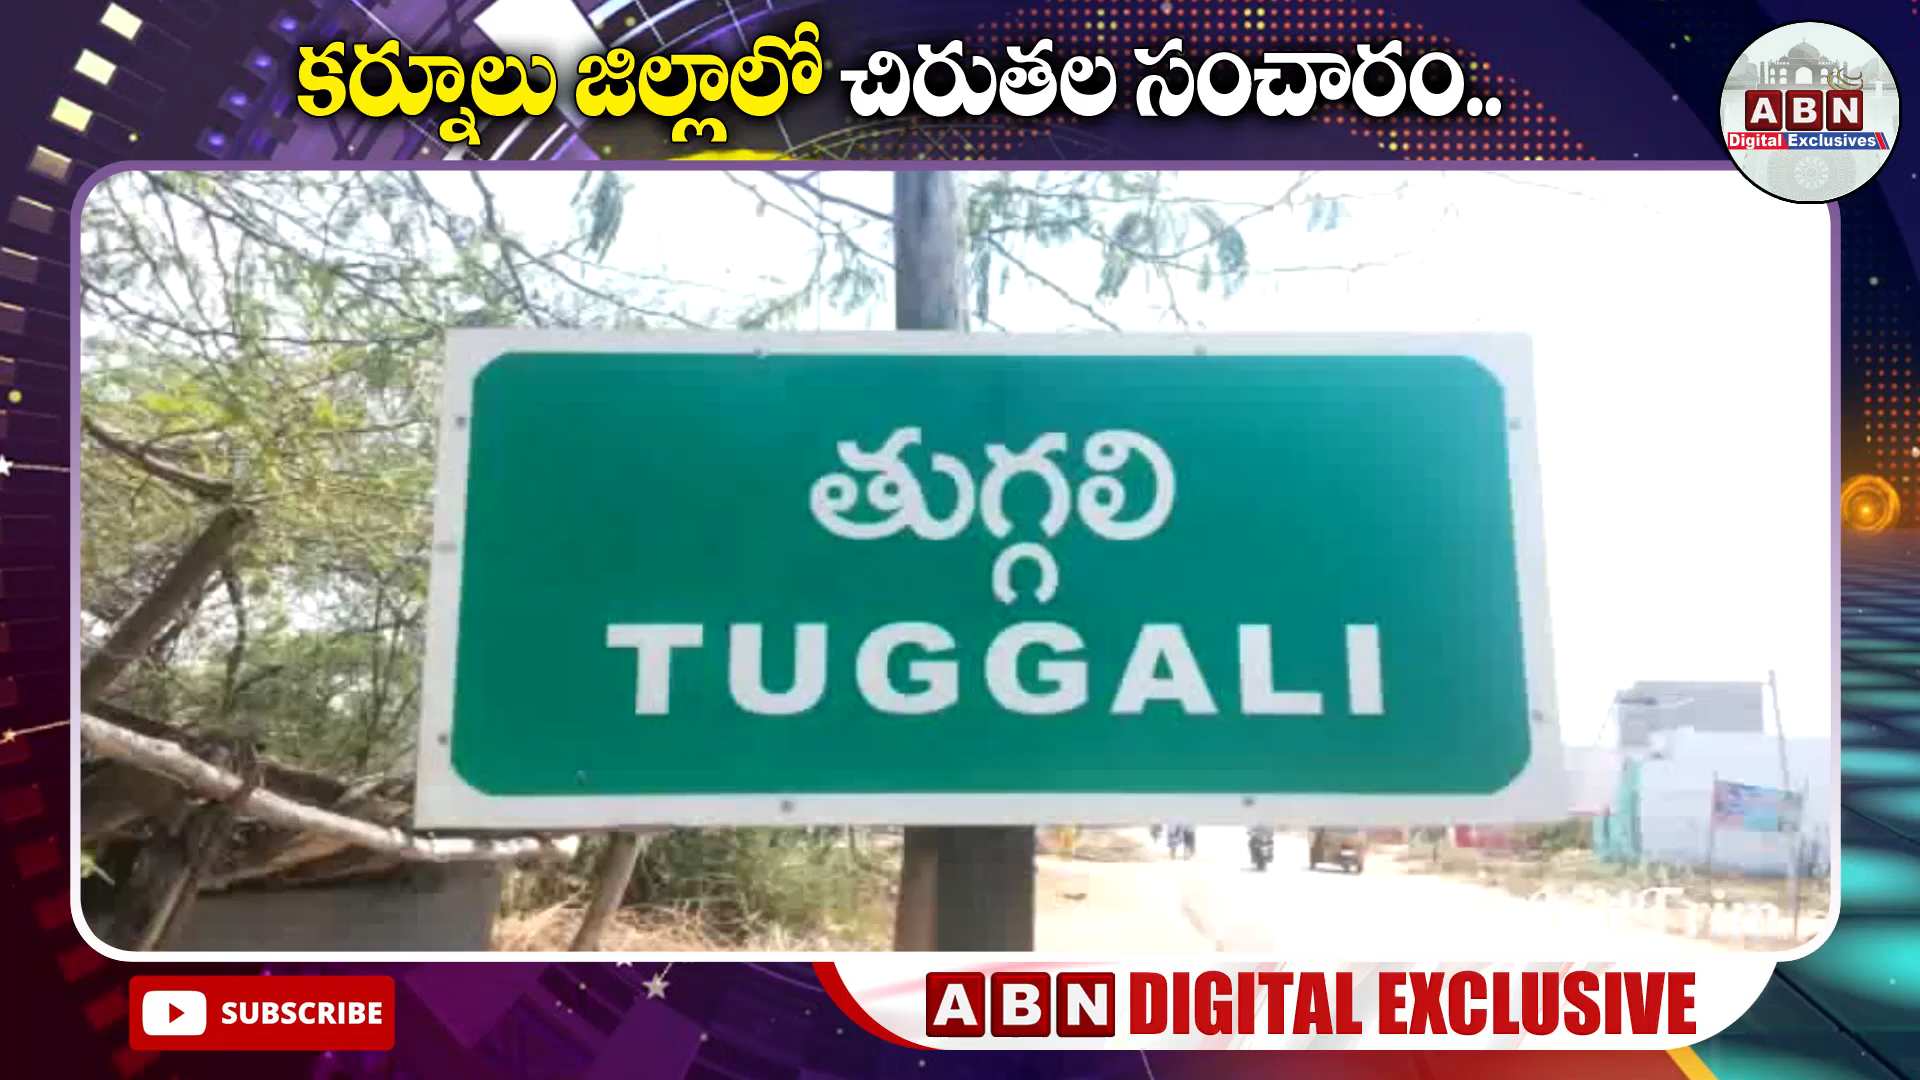 కర్నూలు జిల్లాలో చిరుతల సంచారం..
ABN
Digital Exclusives
తుగ్గలి
TUGGALI
SUBSCRIBE
ABN DIGITAL EXCLUSIVE